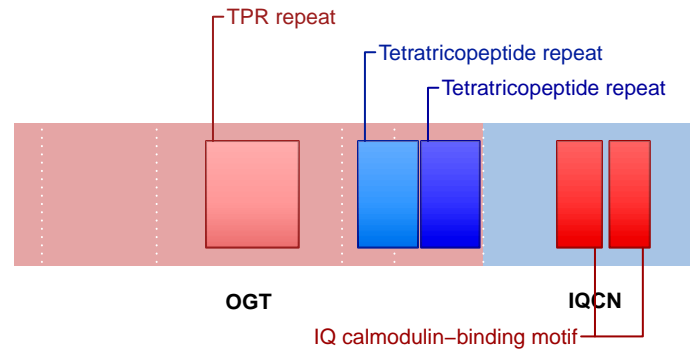 TPR repeat
Tetratricopeptide repeat
Tetratricopeptide repeat
OGT
IQCN
IQ calmodulin−binding motif